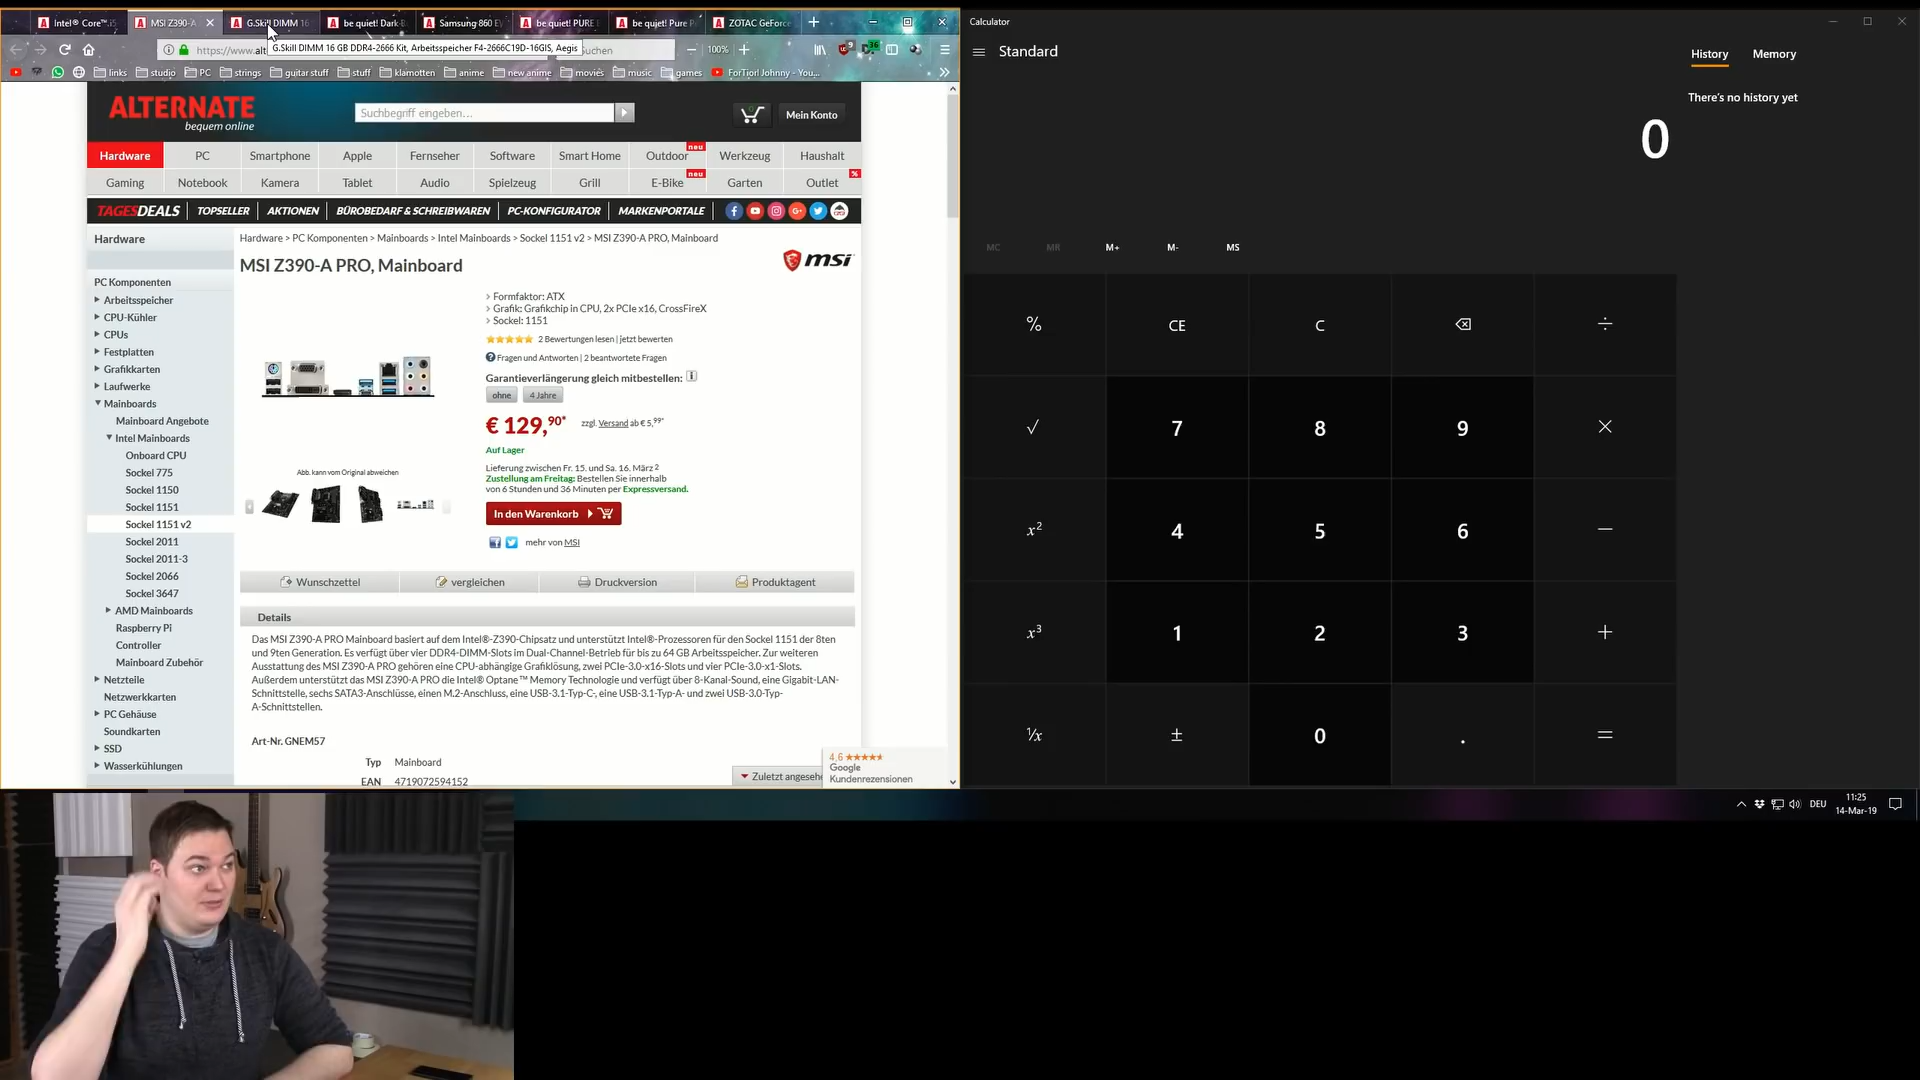 Intel® Core™ i5
MSI Z390-A
G.Skill DIMM 16
be quiet! Dark
Samsung 860 E
be quiet! PURE
be quiet! Pure P
ZOTAC GeForce
https://www.alt
G.Skill DIMM 16 GB DDR4-2666 Kit, Arbeitsspeicher F4-2666C19D-16GIS, Aegis
Suchen
100%
links
studio
PC
strings
guitar stuff
stuff
klamotten
anime
new anime
movies
music
games
ForTiorI Johnny - You...
ALTERNATE
bequem online
Suchbegriff eingeben...
Mein Konto
Hardware
PC
Smartphone
Apple
Fernseher
Software
Smart Home
Outdoor
neu
Werkzeug
Haushalt
Gaming
Notebook
Kamera
Tablet
Audio
Spielzeug
Grill
E-Bike
neu
Garten
Outlet
%
TAGESDEALS
TOPSELLER
AKTIONEN
BÜROBEDARF & SCHREIBWAREN
PC-KONFIGURATOR
MARKENPORTALE
Hardware
PC Komponenten
Arbeitsspeicher
CPU-Kühler
CPUs
Festplatten
Grafikkarten
Laufwerke
Mainboards
Mainboard Angebote
Intel Mainboards
Onboard CPU
Sockel 775
Sockel 1150
Sockel 1151
Sockel 1151 v2
Sockel 2011
Sockel 2011-3
Sockel 2066
Sockel 3647
AMD Mainboards
Raspberry Pi
Controller
Mainboard Zubehör
Netzteile
Netzwerkkarten
PC Gehäuse
Soundkarten
SSD
Wasserkühlungen
Hardware > PC Komponenten > Mainboards > Intel Mainboards > Sockel 1151 v2 > MSI Z390-A PRO, Mainboard
MSI Z390-A PRO, Mainboard
msi
> Formfaktor: ATX
> Grafik: Grafikchip in CPU, 2x PCIe x16, CrossFireX
> Sockel: 1151
2 Bewertungen lesen | jetzt bewerten
Fragen und Antworten | 2 beantwortete Fragen
Garantieverlängerung gleich mitbestellen:
ohne
4 Jahre
€ 129,90*
zzgl. Versand ab € 5,99*
Auf Lager
Lieferung zwischen Fr. 15. und Sa. 16. März 2
Zustellung am Freitag: Bestellen Sie innerhalb
von 6 Stunden und 36 Minuten per Expressversand.
In den Warenkorb
Abb. kann vom Original abweichen
mehr von MSI
Wunschzettel
vergleichen
Druckversion
Produktagent
Details
Das MSI Z390-A PRO Mainboard basiert auf dem Intel®-Z390-Chipsatz und unterstützt Intel®-Prozessoren für den Sockel 1151 der 8ten
und 9ten Generation. Es verfügt über vier DDR4-DIMM-Slots im Dual-Channel-Betrieb für bis zu 64 GB Arbeitsspeicher. Zur weiteren
Ausstattung des MSI Z390-A PRO gehören eine CPU-abhängige Grafiklösung, zwei PCIe-3.0-x16-Slots und vier PCIe-3.0-x1-Slots.
Außerdem unterstützt das MSI Z390-A PRO die Intel® Optane™ Memory Technologie und verfügt über 8-Kanal-Sound, eine Gigabit-LAN-
Schnittstelle, sechs SATA3-Anschlüsse, einen M.2-Anschluss, eine USB-3.1-Typ-C-, eine USB-3.1-Typ-A- und zwei USB-3.0-Typ-
A-Schnittstellen.
Art-Nr. GNEM57
Typ Mainboard
EAN 4719072594152
Zuletzt angesehe
4,6
Google
Kundenrezensionen
Calculator
Standard
History
Memory
There's no history yet
0
MC
MR
M+
M-
MS
% CE C ÷
√ 7 8 9 ×
x² 4 5 6 −
x³ 1 2 3 +
¹/x ± 0 . =
DEU
11:25
14-Mar-19